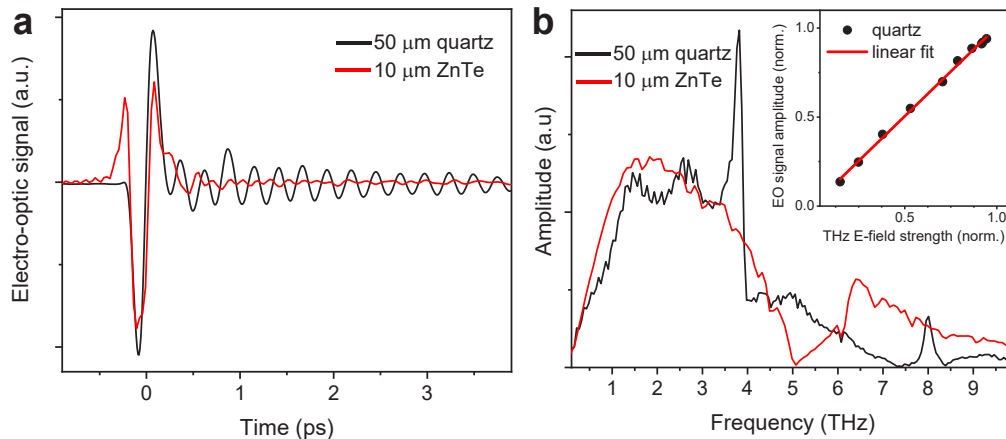 a
50 μm quartz
10 μm ZnTe
Electro-optic signal (a.u.)
0
1
2
3
Time (ps)
b
50 μm quartz
10 μm ZnTe
Amplitude (a.u)
1
2
3
4
5
6
7
8
9
Frequency (THz)
quartz
linear fit
EO signal amplitude (norm.)
1.0
0.5
0.0
0.5
1.0
THz E-field strength (norm.)